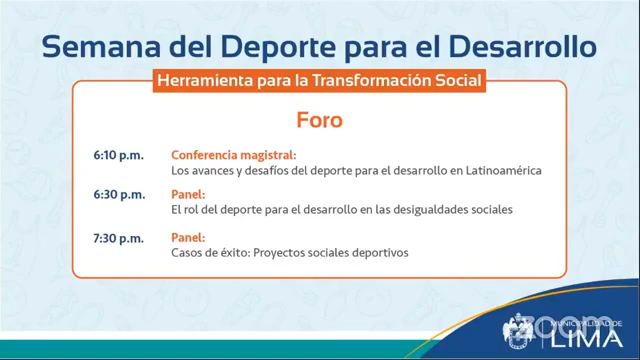 Semana del Deporte para el Desarrollo
Herramienta para la Transformación Social
Foro
6:10 p.m. Conferencia magistral:
Los avances y desafíos del deporte para el desarrollo en Latinoamérica
6:30 p.m. Panel:
El rol del deporte para el desarrollo en las desigualdades sociales
7:30 p.m. Panel:
Casos de éxito: Proyectos sociales deportivos
zoom
MUNICIPALIDAD DE
LIMA